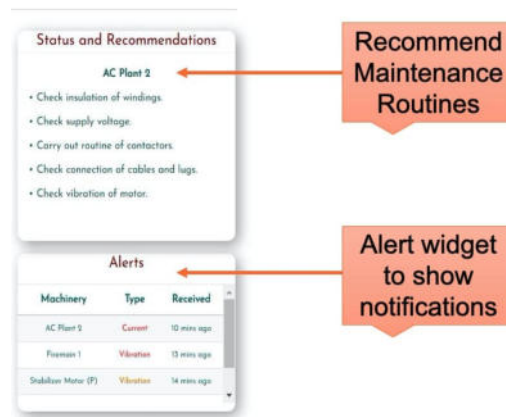 Status and Recommendations
AC Plant 2
• Check insulation of windings.
• Check supply voltage.
• Carry out routine of contactors.
• Check connection of cables and lugs.
• Check vibration of motor.
Recommend
Maintenance
Routines
Alerts
Machinery Type Received
AC Plant 2 Current 10 mins ago
Firemain 1 Vibration 13 mins ago
Stabiliser Motor (P) Vibration 14 mins ago
Alert widget
to show
notifications